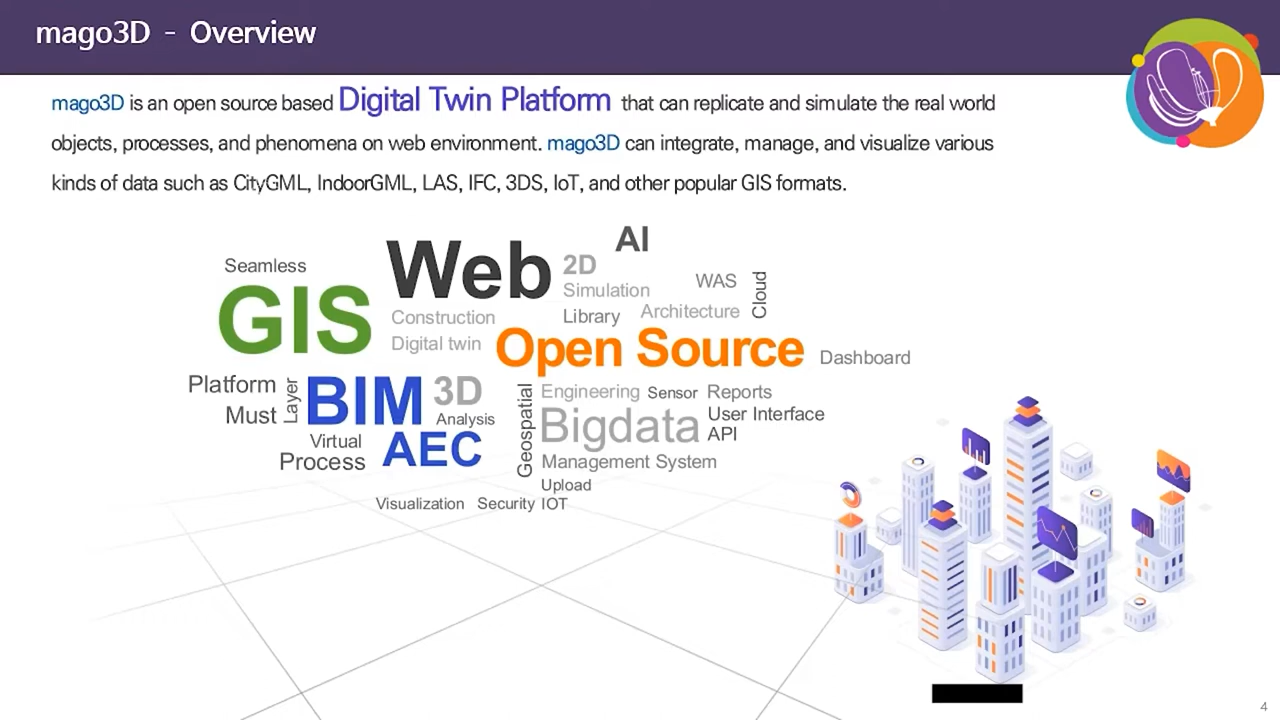 mago3D - Overview
mago3D is an open source based Digital Twin Platform that can replicate and simulate the real world
objects, processes, and phenomena on web environment. mago3D can integrate, manage, and visualize various
kinds of data such as CityGML, IndoorGML, LAS, IFC, 3DS, IoT, and other popular GIS formats.
AI
Web
2D
Seamless
WAS
Cloud
Simulation
GIS
Construction
Library
Architecture
Digital twin
Open Source
Dashboard
Platform
Layer
BIM
3D
Geospatial
Engineering
Sensor
Reports
Must
Analysis
Bigdata
User Interface
API
Virtual
AEC
Process
Management System
Upload
Visualization
Security
IOT
4